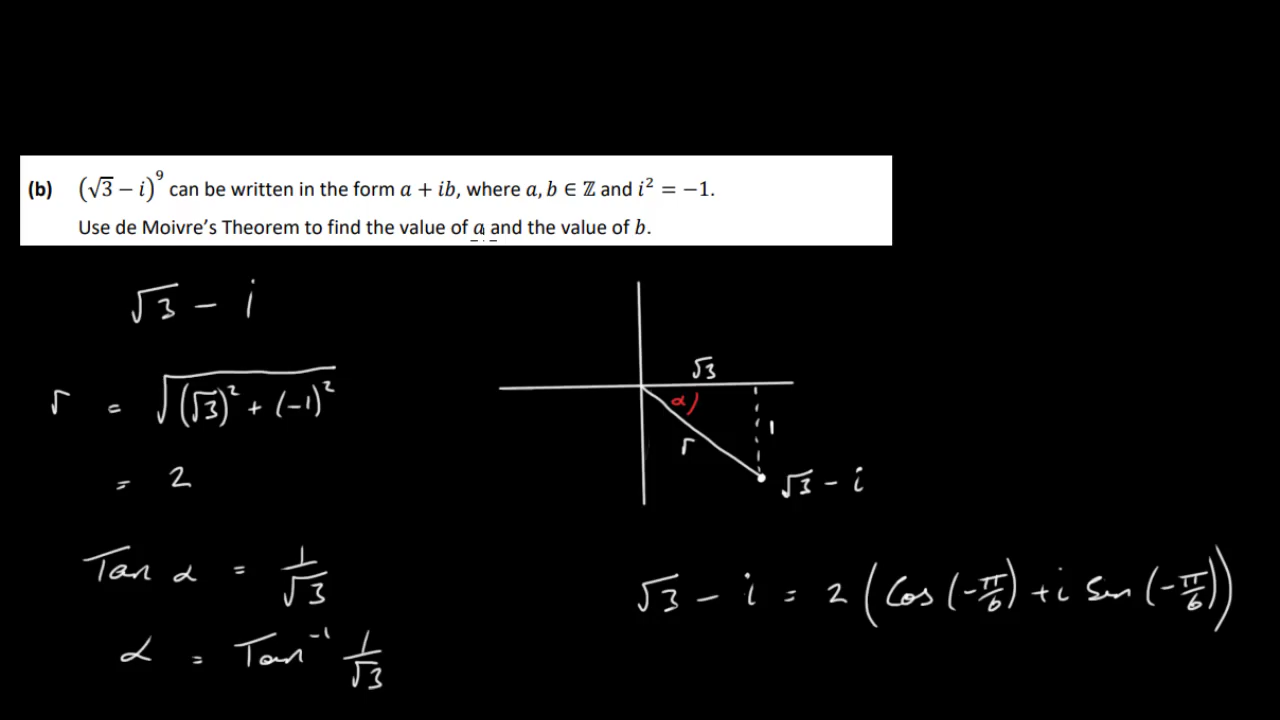 (b) (√3 − i)⁹ can be written in the form a + ib, where a, b ∈ ℤ and i² = −1.
Use de Moivre's Theorem to find the value of a and the value of b.
√3 − i
r = √((√3)² + (−1)²)
= 2
Tan α = 1/√3
α = Tan⁻¹ 1/√3
√3
α
1
r
√3 − i
√3 − i = 2 (Cos (−π/6) + i Sin (−π/6))